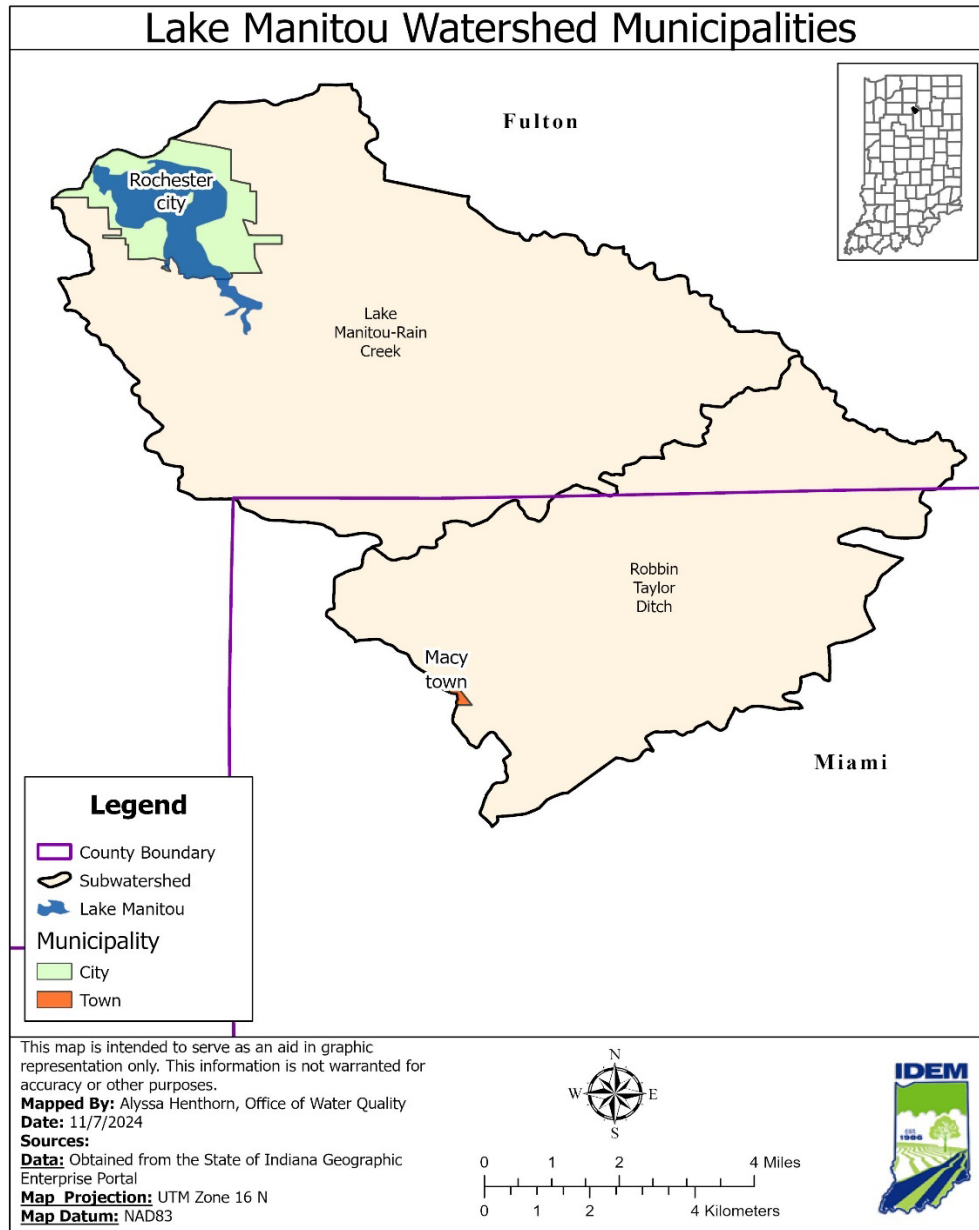 Lake Manitou Watershed Municipalities
Fulton
Rochester
city
Lake
Manitou-Rain
Creek
Robbin
Taylor
Ditch
Macy
town
Miami
Legend
County Boundary
Subwatershed
Lake Manitou
Municipality
City
Town
This map is intended to serve as an aid in graphic
representation only. This information is not warranted for
accuracy or other purposes.
Mapped By: Alyssa Henthorn, Office of Water Quality
Date: 11/7/2024
Sources:
Data: Obtained from the State of Indiana Geographic
Enterprise Portal
Map Projection: UTM Zone 16 N
Map Datum: NAD83
N
W E
S
0 1 2 4 Miles
0 1 2 4 Kilometers
IDEM
est.
1986